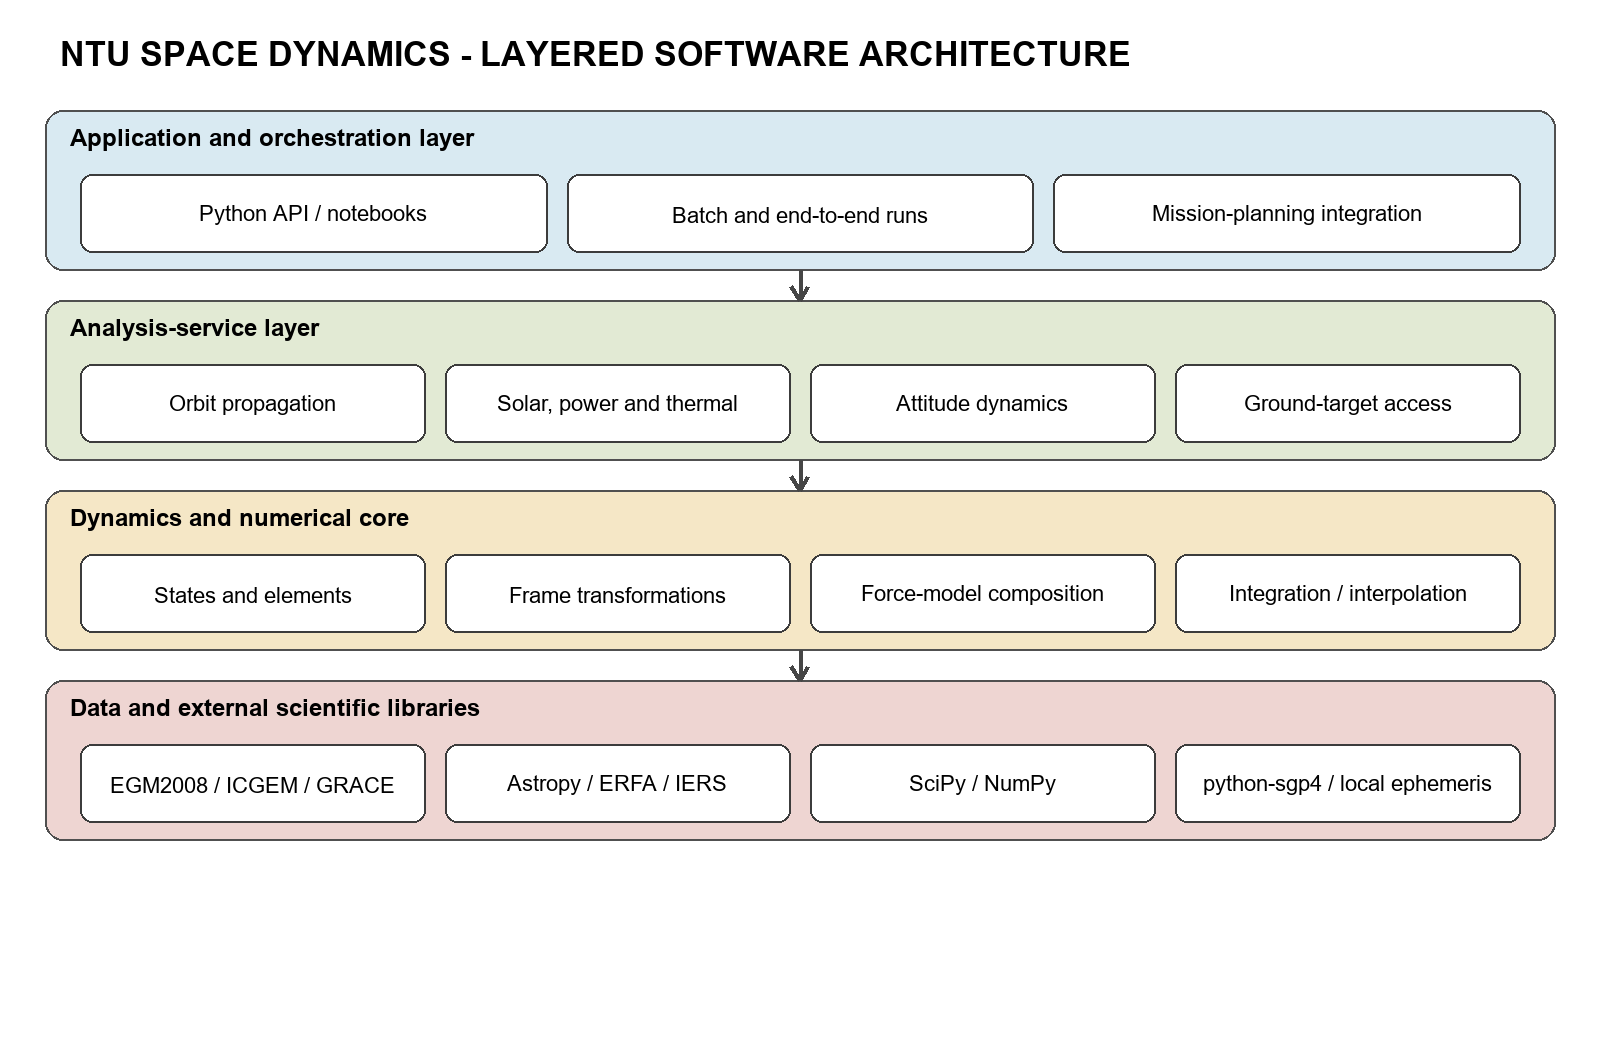 NTU SPACE DYNAMICS - LAYERED SOFTWARE ARCHITECTURE
Application and orchestration layer
Python API / notebooks
Batch and end-to-end runs
Mission-planning integration
Analysis-service layer
Orbit propagation
Solar, power and thermal
Attitude dynamics
Ground-target access
Dynamics and numerical core
States and elements
Frame transformations
Force-model composition
Integration / interpolation
Data and external scientific libraries
EGM2008 / ICGEM / GRACE
Astropy / ERFA / IERS
SciPy / NumPy
python-sgp4 / local ephemeris